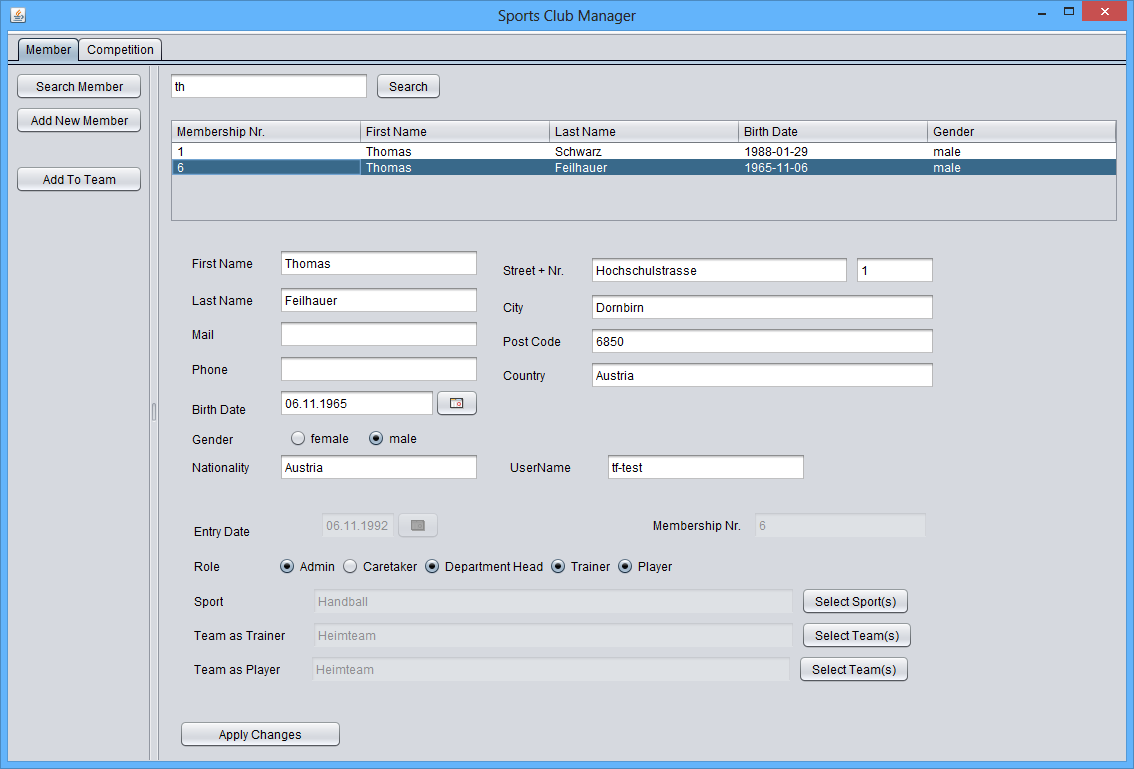 Sports Club Manager
Member Competition
Search Member
Add New Member
Add To Team
th Search
Membership Nr. First Name Last Name Birth Date Gender
1 Thomas Schwarz 1988-01-29 male
6 Thomas Feilhauer 1965-11-06 male
First Name Thomas
Street + Nr. Hochschulstrasse 1
Last Name Feilhauer
City Dornbirn
Mail
Post Code 6850
Phone
Country Austria
Birth Date 06.11.1965
Gender female male
Nationality Austria UserName tf-test
Entry Date 06.11.1992 Membership Nr. 6
Role Admin Caretaker Department Head Trainer Player
Sport Handball Select Sport(s)
Team as Trainer Heimteam Select Team(s)
Team as Player Heimteam Select Team(s)
Apply Changes